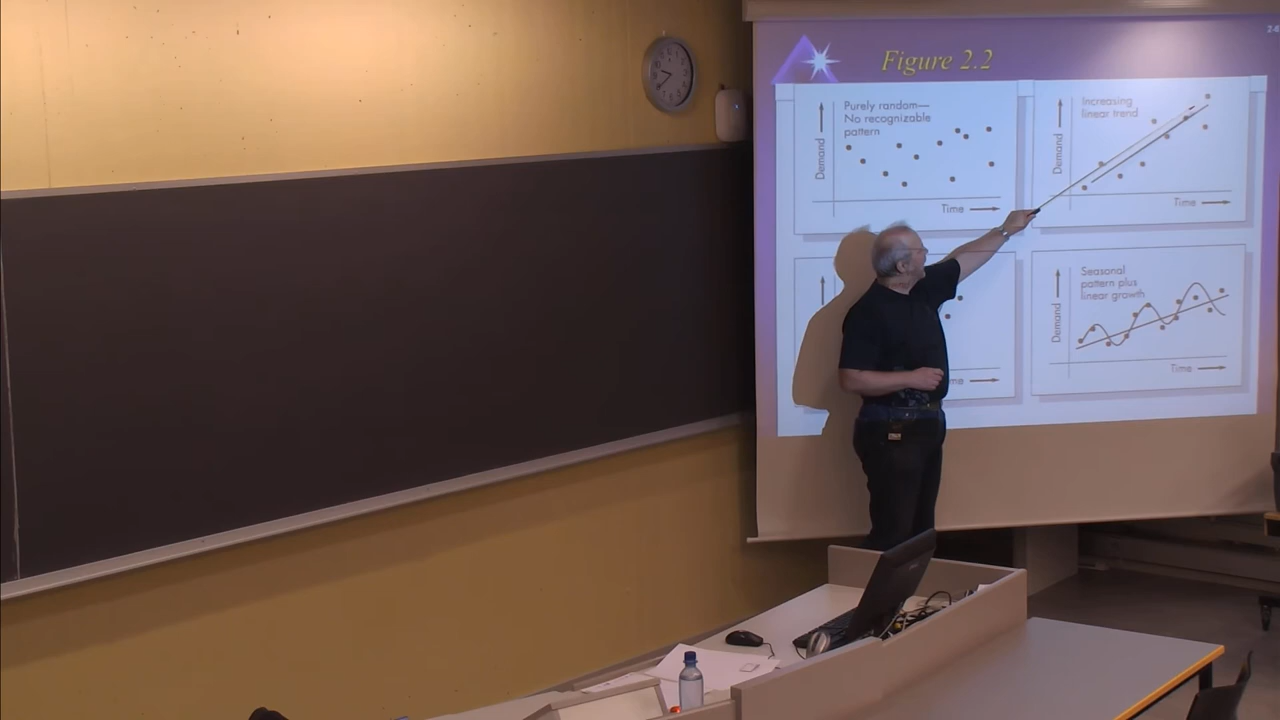 Figure 2.2
Purely random—
No recognizable
pattern
Demand
Time
Increasing
linear trend
Demand
Time
Seasonal
pattern plus
linear growth
Demand
Time